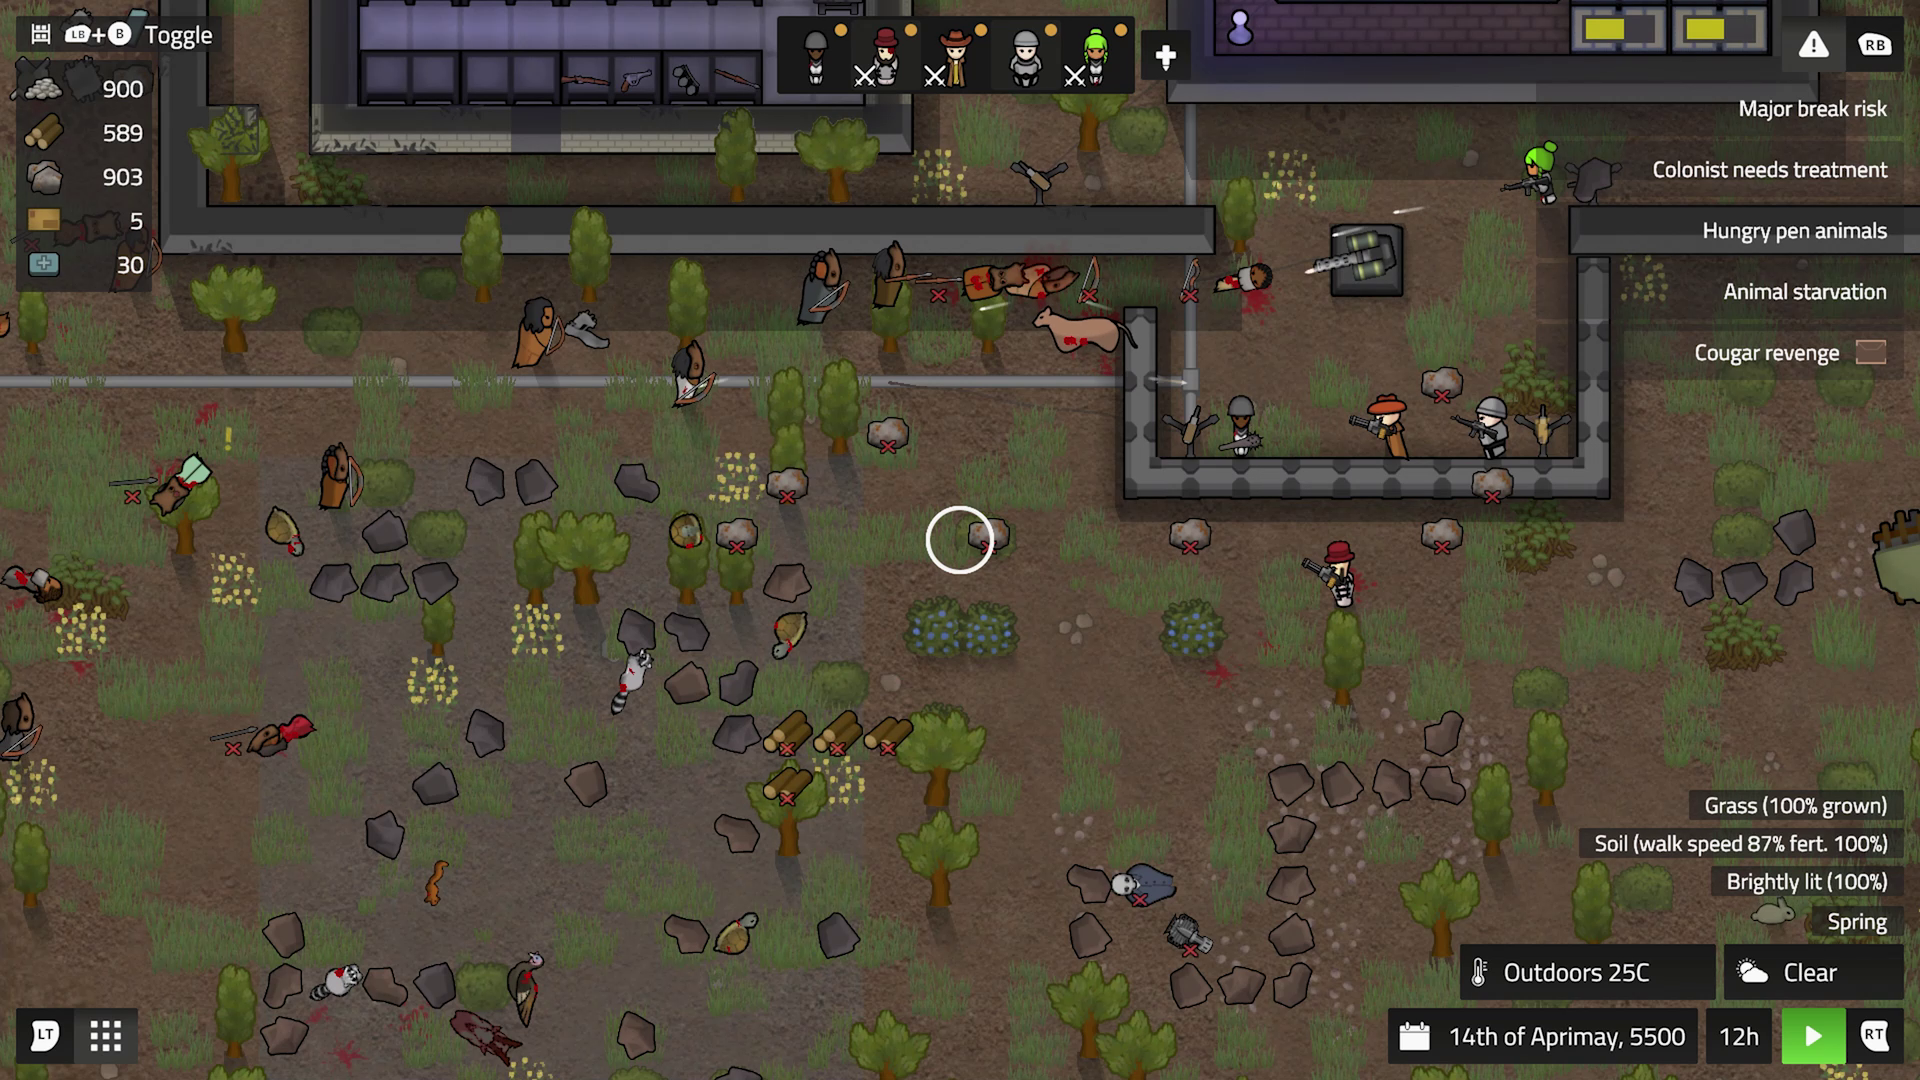 LB+B Toggle
900
589
903
5
30
RB
Major break risk
Colonist needs treatment
Hungry pen animals
Animal starvation
Cougar revenge
Grass (100% grown)
Soil (walk speed 87% fert. 100%)
Brightly lit (100%)
Spring
Outdoors 25C
Clear
LT
14th of Aprimay, 5500
12h
RT